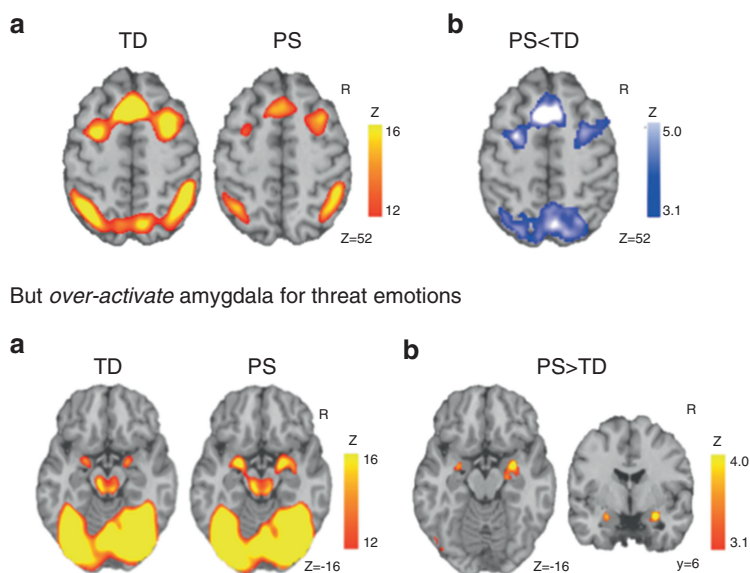 a
TD
PS
R
Z
16
12
Z=52
b
PS<TD
R
Z
5.0
3.1
Z=52
But over-activate amygdala for threat emotions
a
TD
PS
R
Z
16
12
Z=-16
b
PS>TD
R
Z
4.0
3.1
Z=-16
y=6